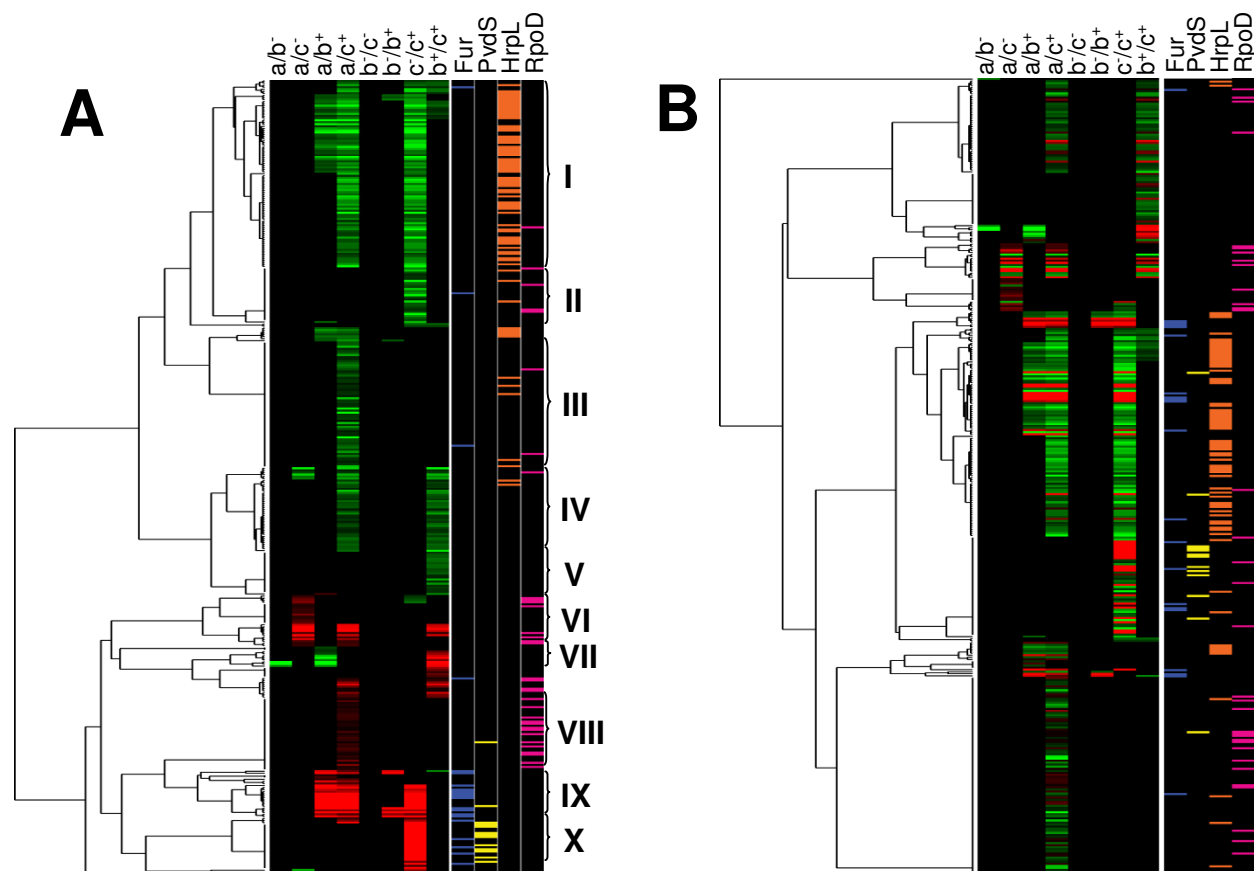 A
a/b⁻ a/c⁻ a/b⁺ a/c⁺ b⁻/c⁻ b⁻/b⁺ c⁻/c⁺ b⁺/c⁺ Fur PvdS HrpL RpoD
I
II
III
IV
V
VI
VII
VIII
IX
X
B
a/b⁻ a/c⁻ a/b⁺ a/c⁺ b⁻/c⁻ b⁻/b⁺ c⁻/c⁺ b⁺/c⁺ Fur PvdS HrpL RpoD